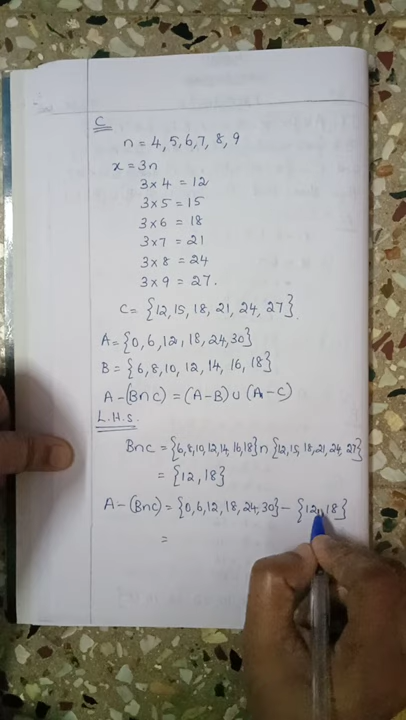 C
n = 4, 5, 6, 7, 8, 9
x = 3n
3 × 4 = 12
3 × 5 = 15
3 × 6 = 18
3 × 7 = 21
3 × 8 = 24
3 × 9 = 27.
C = {12, 15, 18, 21, 24, 27}.
A = {0, 6, 12, 18, 24, 30}
B = {6, 8, 10, 12, 14, 16, 18}
A - (B∩C) = (A - B) ∪ (A - C)
L.H.S.
B∩C = {6, 8, 10, 12, 14, 16, 18} ∩ {12, 15, 18, 21, 24, 27}
= {12, 18}
A - (B∩C) = {0, 6, 12, 18, 24, 30} - {12, 18}
=